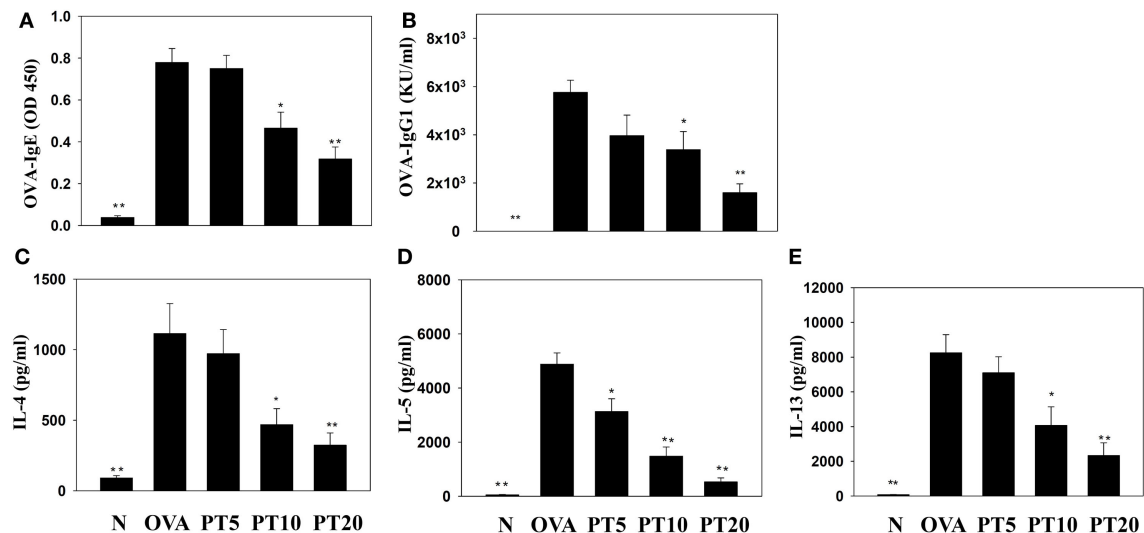 A
OVA-IgE (OD 450)
0.8
0.6
0.4
0.2
0.0
**
*
**
B
OVA-IgG1 (KU/ml)
8x10³
6x10³
4x10³
2x10³
0
**
*
**
C
IL-4 (pg/ml)
1500
1000
500
0
**
*
**
N OVA PT5 PT10 PT20
D
IL-5 (pg/ml)
8000
6000
4000
2000
0
**
*
**
**
N OVA PT5 PT10 PT20
E
IL-13 (pg/ml)
12000
10000
8000
6000
4000
2000
0
**
*
**
N OVA PT5 PT10 PT20